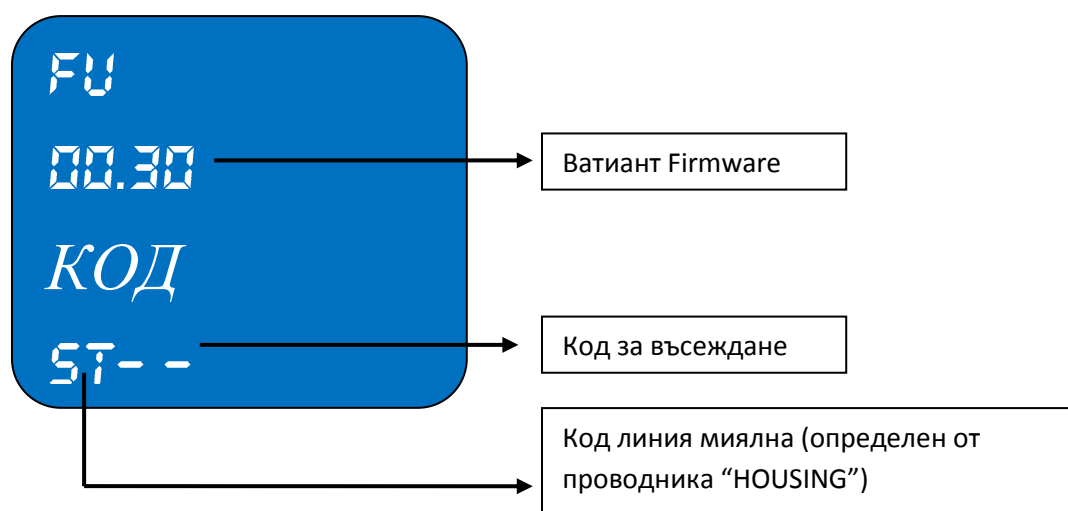 FU
00.30
Ватиант Firmware
КОД
ST- -
Код за въсеждане
Код линия миялна (определен от
проводника “HOUSING”)